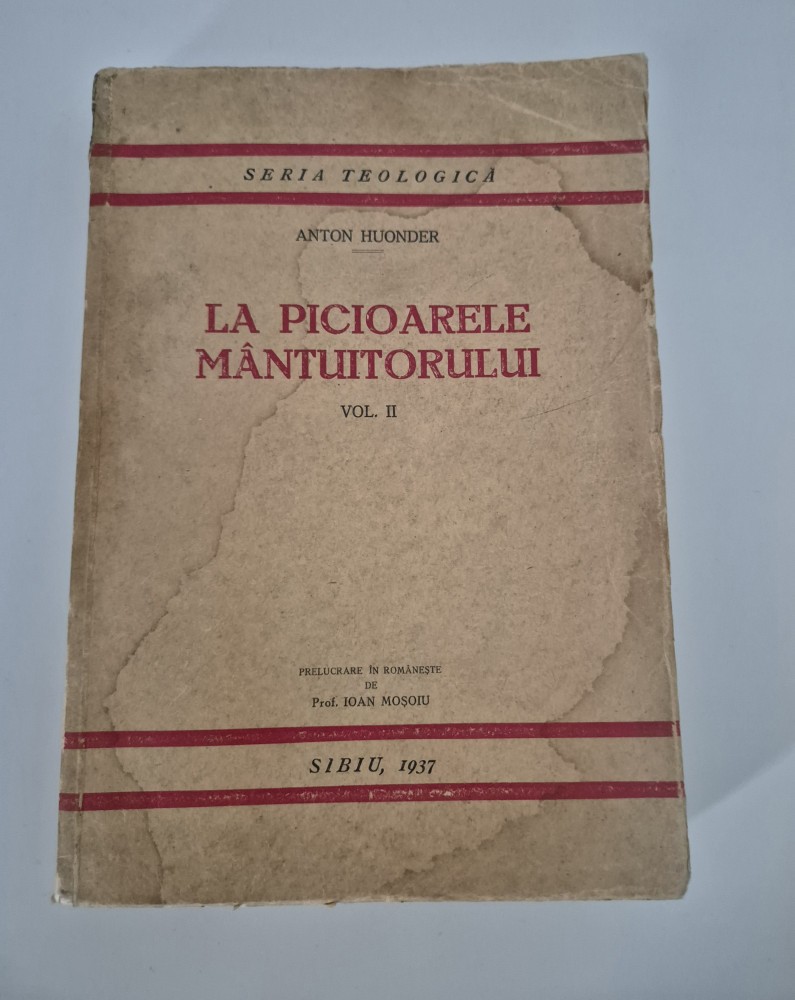 SERIA TEOLOGICĂ
ANTON HUONDER
LA PICIOARELE
MÂNTUITORULUI
VOL. II
PRELUCRARE ÎN ROMÂNEȘTE
DE
Prof. IOAN MOȘOIU
SIBIU, 1937